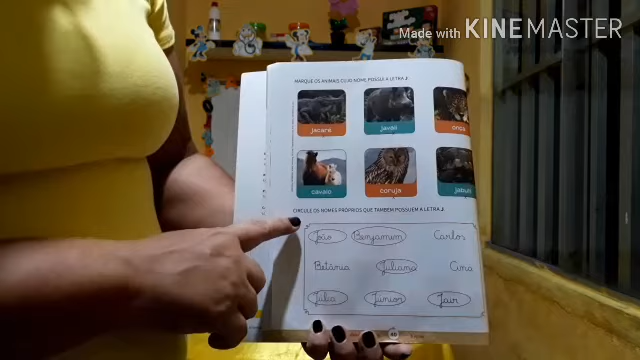 Made with KINEMASTER
MARQUE OS ANIMAIS CUJO NOME POSSUI A LETRA J.
jacaré javali onça
cavalo coruja jabuti
CIRCULE OS NOMES PRÓPRIOS QUE TAMBÉM POSSUEM A LETRA J.
João Benjamim Carlos
Betânia Juliana
Júlia Júnior Jair